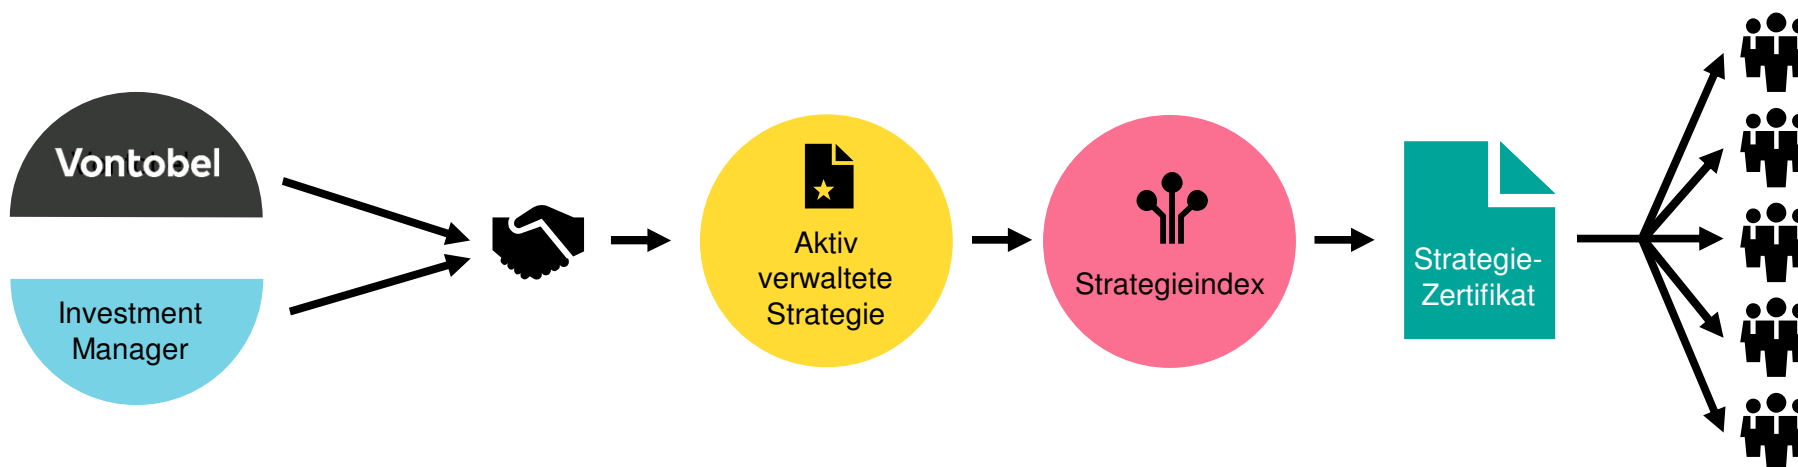 Vontobel
Investment
Manager
Aktiv
verwaltete
Strategie
Strategieindex
Strategie-
Zertifikat